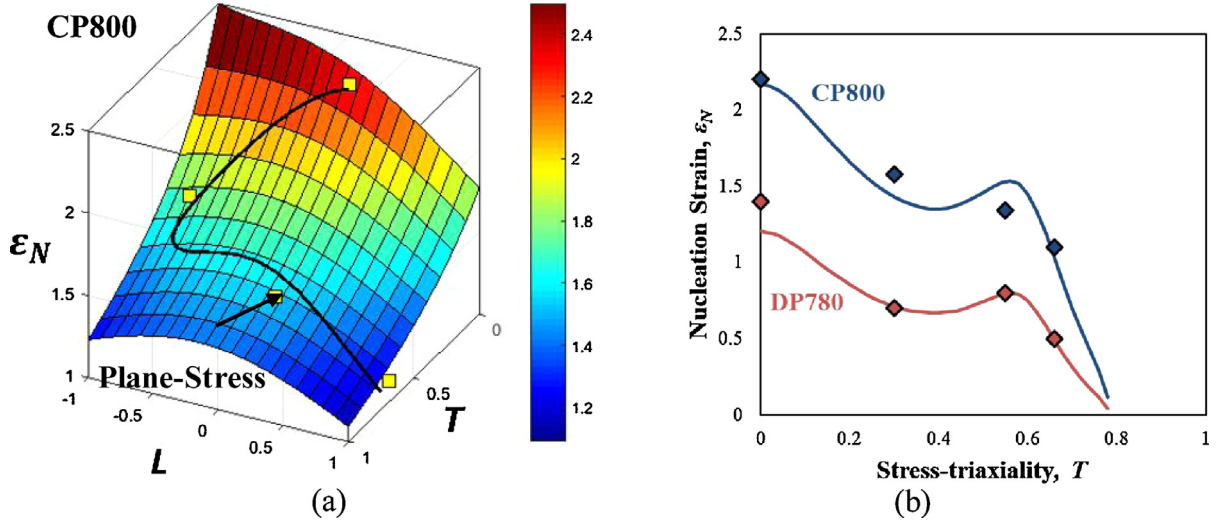 CP800
2.5
2
1.5
1
εN
-1
-0.5
0
0.5
1
L
1
0.5
0
T
Plane-Stress
2.4
2.2
2
1.8
1.6
1.4
1.2
(a)
Nucleation Strain, εN
2.5
2
1.5
1
0.5
0
CP800
DP780
0
0.2
0.4
0.6
0.8
1
Stress-triaxiality, T
(b)